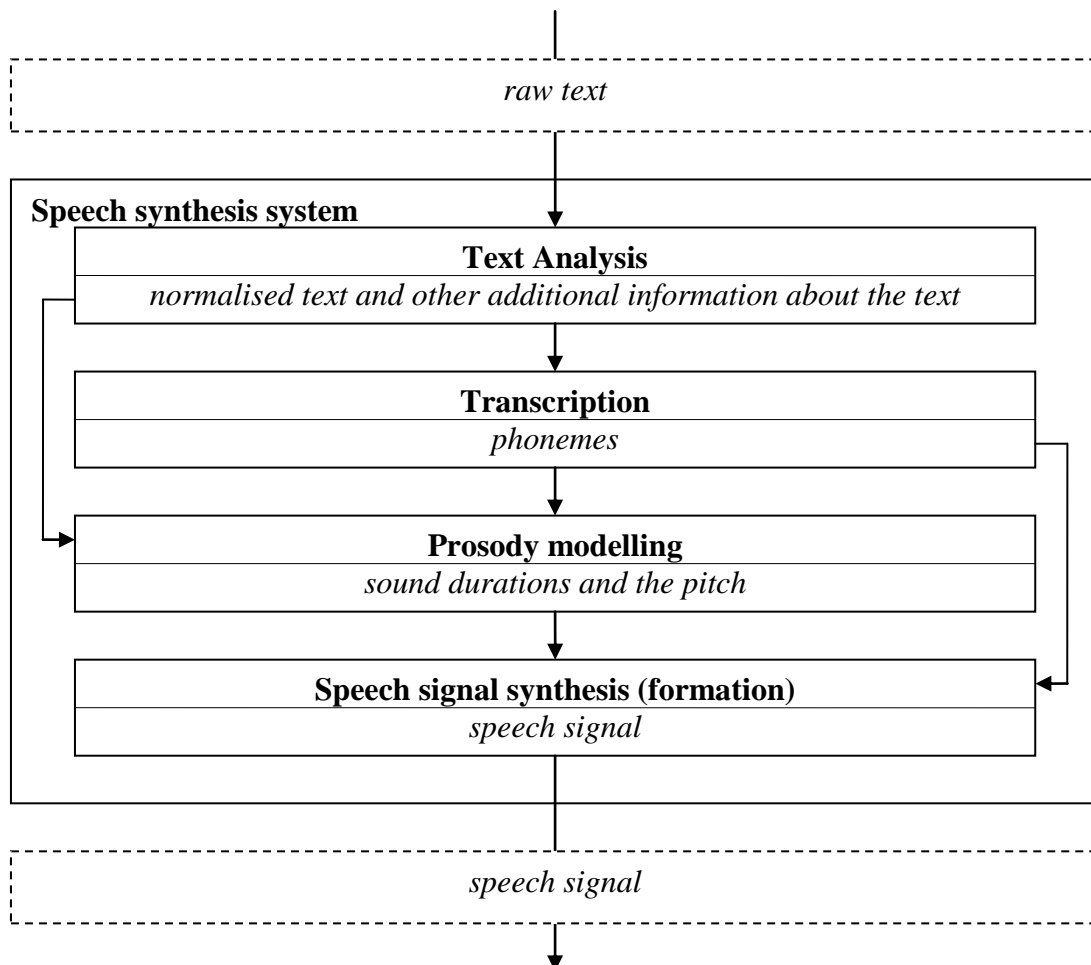 raw text
Speech synthesis system
Text Analysis
normalised text and other additional information about the text
Transcription
phonemes
Prosody modelling
sound durations and the pitch
Speech signal synthesis (formation)
speech signal
speech signal